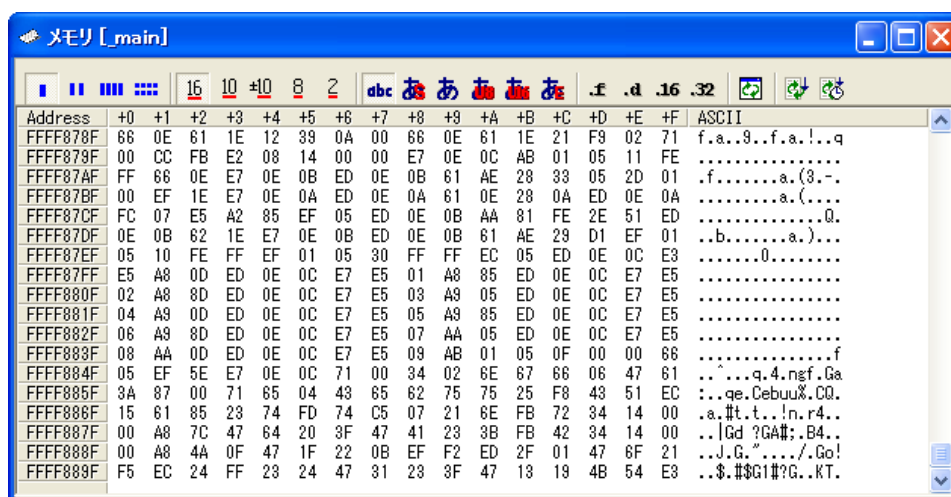 メモリ [_main]
16 10 ±10 8 2 abc あ .f .d .16 .32
Address +0 +1 +2 +3 +4 +5 +6 +7 +8 +9 +A +B +C +D +E +F ASCII
FFFF878F 66 0E 61 1E 12 39 0A 00 66 0E 61 1E 21 F9 02 71 f.a..9..f.a.!..q
FFFF879F 00 CC FB E2 08 14 00 00 E7 0E 0C AB 01 05 11 FE ................
FFFF87AF FF 66 0E E7 0E 0B ED 0E 0B 61 AE 28 33 05 2D 01 .f.......a.(3.-.
FFFF87BF 00 EF 1E E7 0E 0A ED 0E 0A 61 0E 28 0A ED 0E 0A .........a.(....
FFFF87CF FC 07 E5 A2 85 EF 05 ED 0E 0B AA 81 FE 2E 51 ED ..............Q.
FFFF87DF 0E 0B 62 1E E7 0E 0B ED 0E 0B 61 AE 29 D1 EF 01 ..b.......a.)...
FFFF87EF 05 10 FE FF EF 01 05 30 FF FF EC 05 ED 0E 0C E3 .......0........
FFFF87FF E5 A8 0D ED 0E 0C E7 E5 01 A8 85 ED 0E 0C E7 E5 ................
FFFF880F 02 A8 8D ED 0E 0C E7 E5 03 A9 05 ED 0E 0C E7 E5 ................
FFFF881F 04 A9 0D ED 0E 0C E7 E5 05 A9 85 ED 0E 0C E7 E5 ................
FFFF882F 06 A9 8D ED 0E 0C E7 E5 07 AA 05 ED 0E 0C E7 E5 ................
FFFF883F 08 AA 0D ED 0E 0C E7 E5 09 AB 01 05 0F 00 00 66 ...............f
FFFF884F 05 EF 5E E7 0E 0C 71 00 34 02 6E 67 66 06 47 61 ..^...q.4.ngf.Ga
FFFF885F 3A 87 00 71 65 04 43 65 62 75 75 25 F8 43 51 EC :..qe.Cebuu%.CQ.
FFFF886F 15 61 85 23 74 FD 74 C5 07 21 6E FB 72 34 14 00 .a.#t.t..!n.r4..
FFFF887F 00 A8 7C 47 64 20 3F 47 41 23 3B FB 42 34 14 00 ..|Gd ?GA#;.B4..
FFFF888F 00 A8 4A 0F 47 1F 22 0B EF F2 ED 2F 01 47 6F 21 ..J.G."..../.Go!
FFFF889F F5 EC 24 FF 23 24 47 31 23 3F 47 13 19 4B 54 E3 ..$.#$G1#?G..KT.